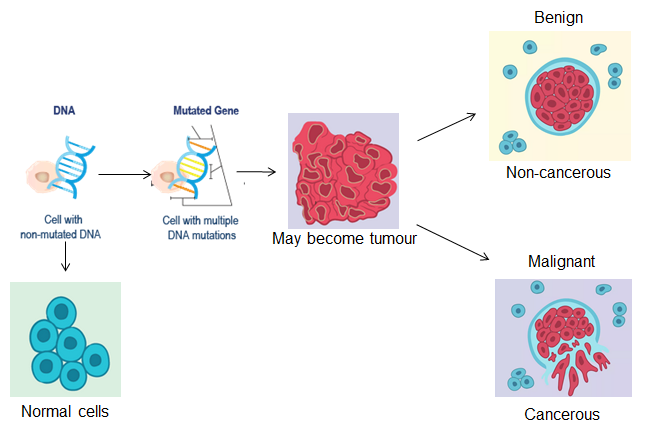 Benign
DNA
Mutated Gene
Non-cancerous
Cell with
non-mutated DNA
Cell with multiple
DNA mutations
May become tumour
Malignant
Normal cells
Cancerous